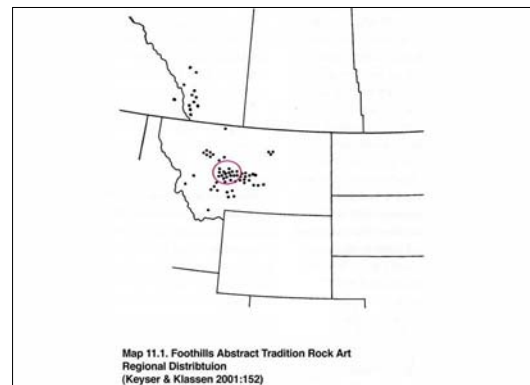 Map 11.1. Foothills Abstract Tradition Rock Art
Regional Distribtuion
(Keyser & Klassen 2001:152)